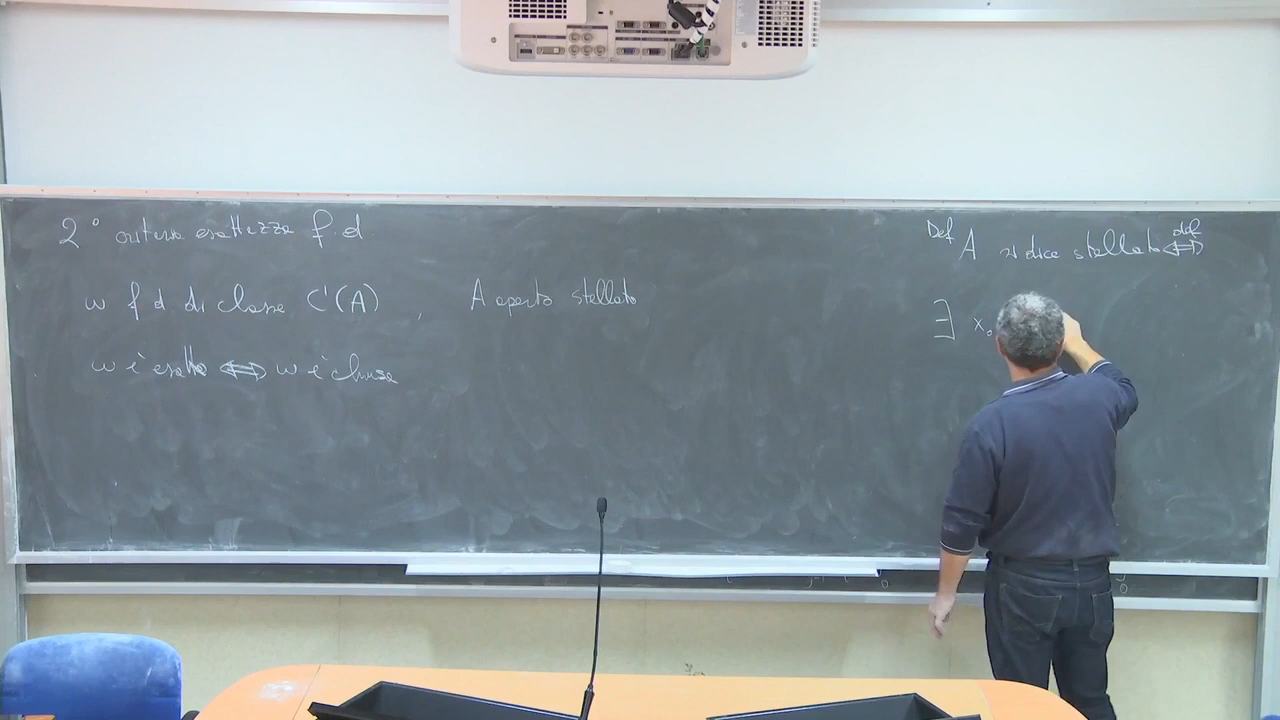 2° criterio esattezza f.d
ω f d di classe C¹(A) , A aperto stellato
ω è esatta ⟺ ω è chiusa
Def A si dice stellato ⟺ def
∃ x₀